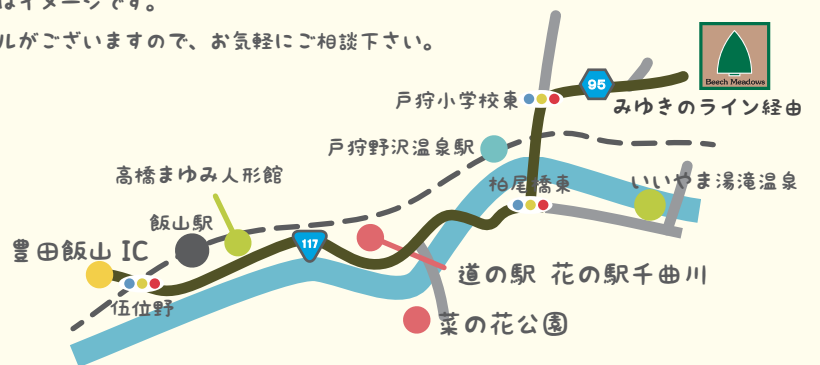 はイメージです。
ルがございますので、お気軽にご相談下さい。
Beech Meadows
95
戸狩小学校東
みゆきのライン経由
戸狩野沢温泉駅
高橋まゆみ人形館
柏尾橋東
いいやま湯滝温泉
飯山駅
豊田飯山 IC
117
道の駅 花の駅千曲川
伍位野
菜の花公園